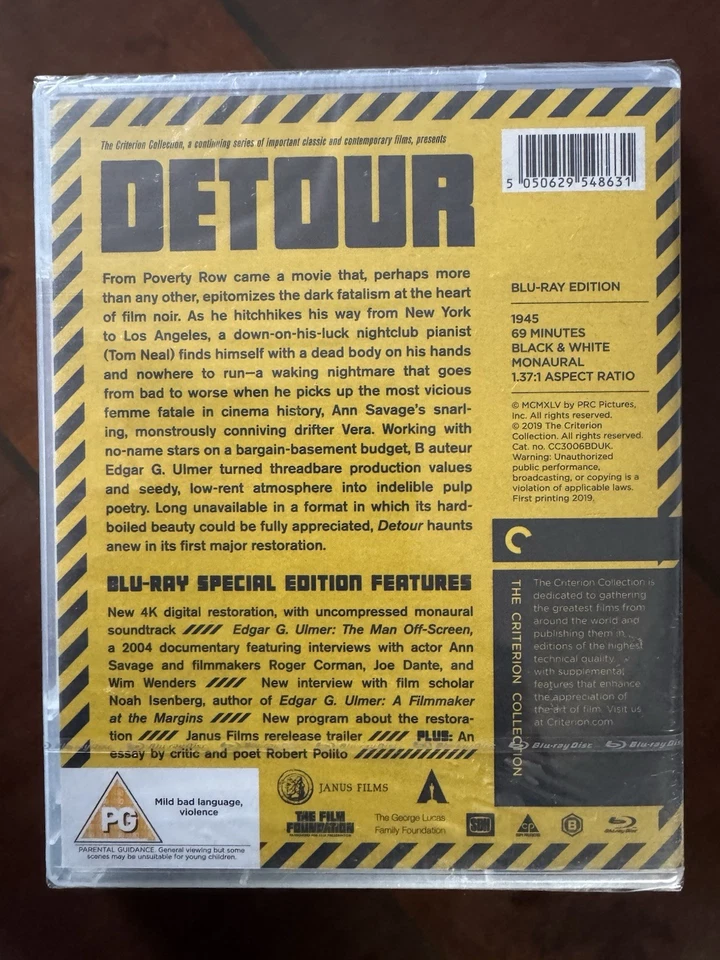 The Criterion Collection, a continuing series of important classic and contemporary films, presents
DETOUR
From Poverty Row came a movie that, perhaps more
than any other, epitomizes the dark fatalism at the heart
of film noir. As he hitchhikes his way from New York
to Los Angeles, a down-on-his-luck nightclub pianist
(Tom Neal) finds himself with a dead body on his hands
and nowhere to run—a waking nightmare that goes
from bad to worse when he picks up the most vicious
femme fatale in cinema history, Ann Savage's snarl-
ing, monstrously conniving drifter Vera. Working with
no-name stars on a bargain-basement budget, B auteur
Edgar G. Ulmer turned threadbare production values
and seedy, low-rent atmosphere into indelible pulp
poetry. Long unavailable in a format in which its hard-
boiled beauty could be fully appreciated, Detour haunts
anew in its first major restoration.
BLU-RAY SPECIAL EDITION FEATURES
New 4K digital restoration, with uncompressed monaural
soundtrack ///// Edgar G. Ulmer: The Man Off-Screen,
a 2004 documentary featuring interviews with actor Ann
Savage and filmmakers Roger Corman, Joe Dante, and
Wim Wenders ///// New interview with film scholar
Noah Isenberg, author of Edgar G. Ulmer: A Filmmaker
at the Margins ///// New program about the restora-
tion ///// Janus Films rerelease trailer ///// PLUS: An
essay by critic and poet Robert Polito
5 050629 548631
BLU-RAY EDITION
1945
69 MINUTES
BLACK & WHITE
MONAURAL
1.37:1 ASPECT RATIO
© MCMXLV by PRC Pictures,
Inc. All rights reserved.
© 2019 The Criterion
Collection. All rights reserved.
Cat. no. CC3006BDUK.
Warning: Unauthorized
public performance,
broadcasting, or copying is a
violation of applicable laws.
First printing 2019.
THE CRITERION COLLECTION
The Criterion Collection is
dedicated to gathering
the greatest films from
around the world and
publishing them in
editions of the highest
technical quality,
with supplemental
features that enhance
the appreciation of
the art of film. Visit us
at Criterion.com
Blu-ray Disc Blu-ray Disc
PG
Mild bad language,
violence
PARENTAL GUIDANCE. General viewing but some
scenes may be unsuitable for young children.
JANUS FILMS
THE FILM
FOUNDATION
The George Lucas
Family Foundation
SDH
B